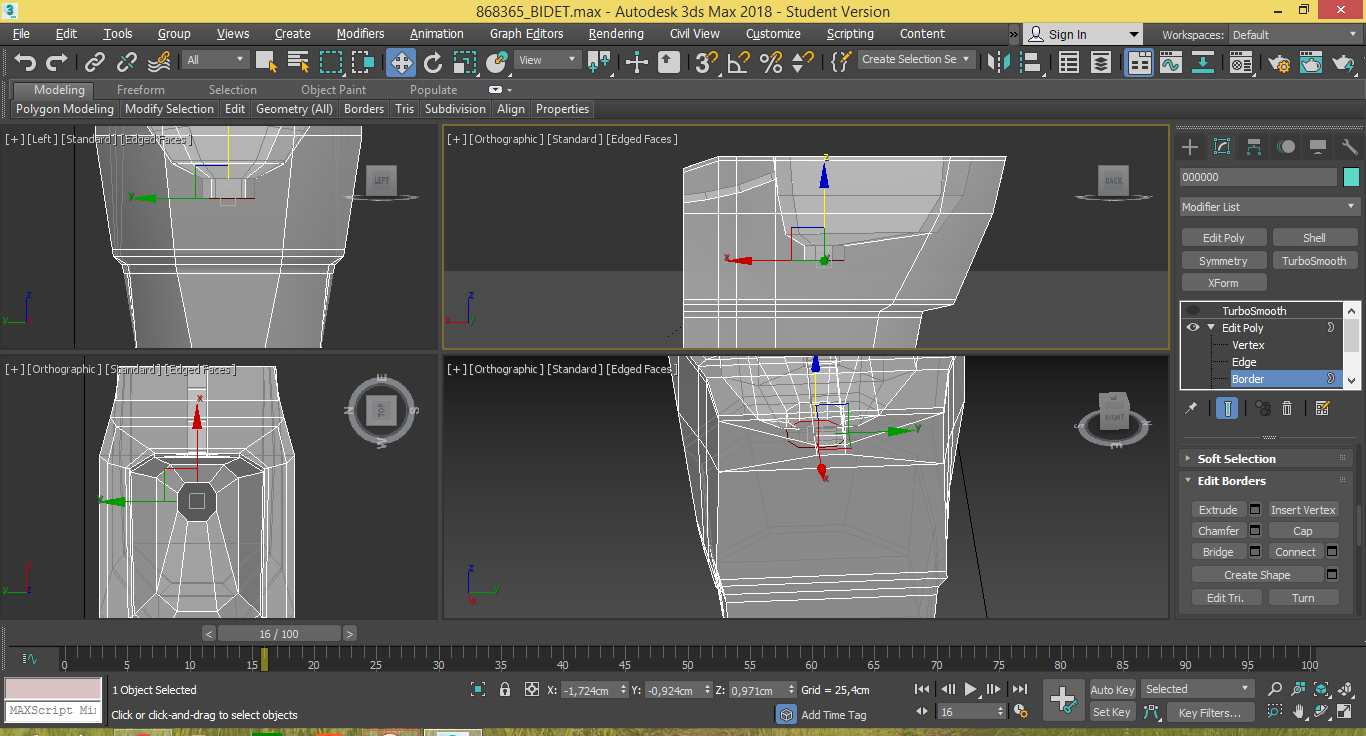 868365_BIDET.max - Autodesk 3ds Max 2018 - Student Version
File Edit Tools Group Views Create Modifiers Animation Graph Editors Rendering Civil View Customize Scripting Content » Sign In Workspaces: Default
All View Create Selection Se
Modeling Freeform Selection Object Paint Populate
Polygon Modeling Modify Selection Edit Geometry (All) Borders Tris Subdivision Align Properties
[+] [Left] [Standard] [Edged Faces]
LEFT
y
z
y
[+] [Orthographic] [Standard] [Edged Faces]
BACK
z
x
y
z
x
y
[+] [Orthographic] [Standard] [Edged Faces]
TOP
N
E
S
W
x
y
x
y
z
[+] [Orthographic] [Standard] [Edged Faces]
RIGHT
S
E
N
y
x
z
y
x
000000
Modifier List
Edit Poly Shell
Symmetry TurboSmooth
XForm
TurboSmooth
Edit Poly
Vertex
Edge
Border
Soft Selection
Edit Borders
Extrude Insert Vertex
Chamfer Cap
Bridge Connect
Create Shape
Edit Tri. Turn
< 16 / 100 >
0 5 10 15 20 25 30 35 40 45 50 55 60 65 70 75 80 85 90 95 100
1 Object Selected X: -1,724cm Y: -0,924cm Z: 0,971cm Grid = 25,4cm Auto Key Selected
MAXScript Mi
Click or click-and-drag to select objects Add Time Tag 16 Set Key Key Filters...